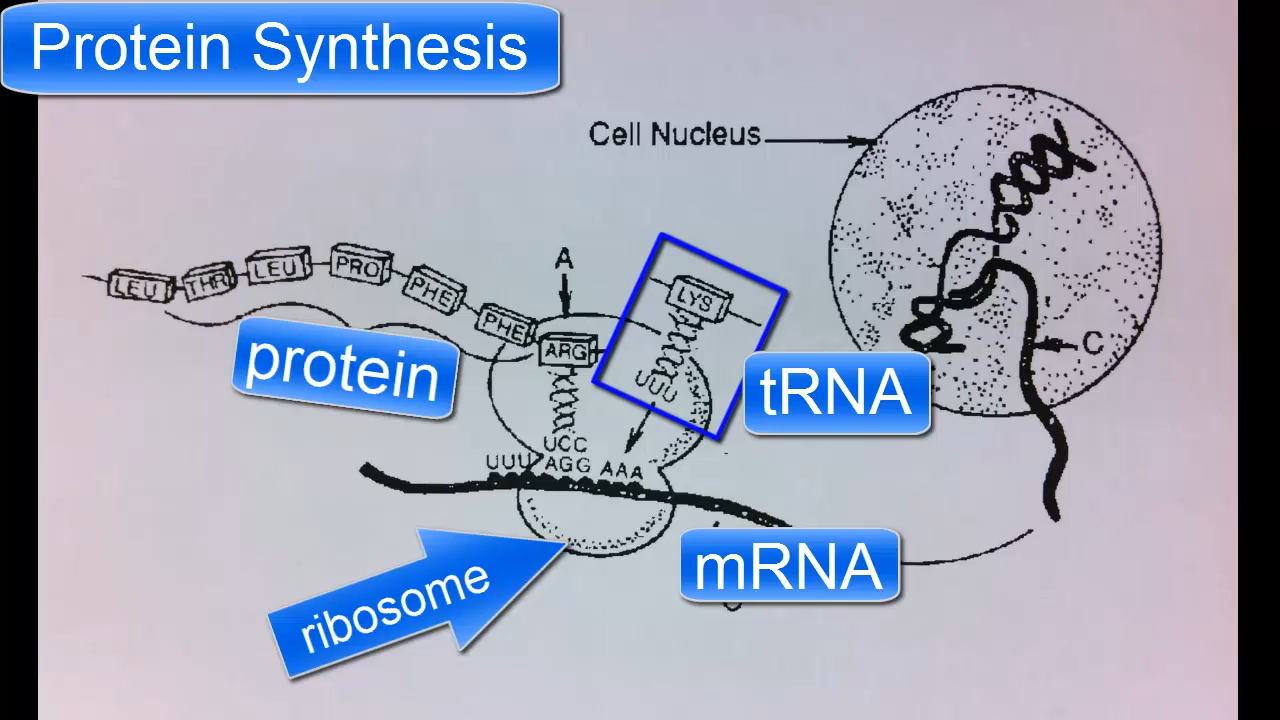 Protein Synthesis
Cell Nucleus
A
LEU
THR
LEU
PRO
PHE
PHE
ARG
LYS
C
protein
tRNA
UUU
UCC
UUU AGG AAA
mRNA
ribosome